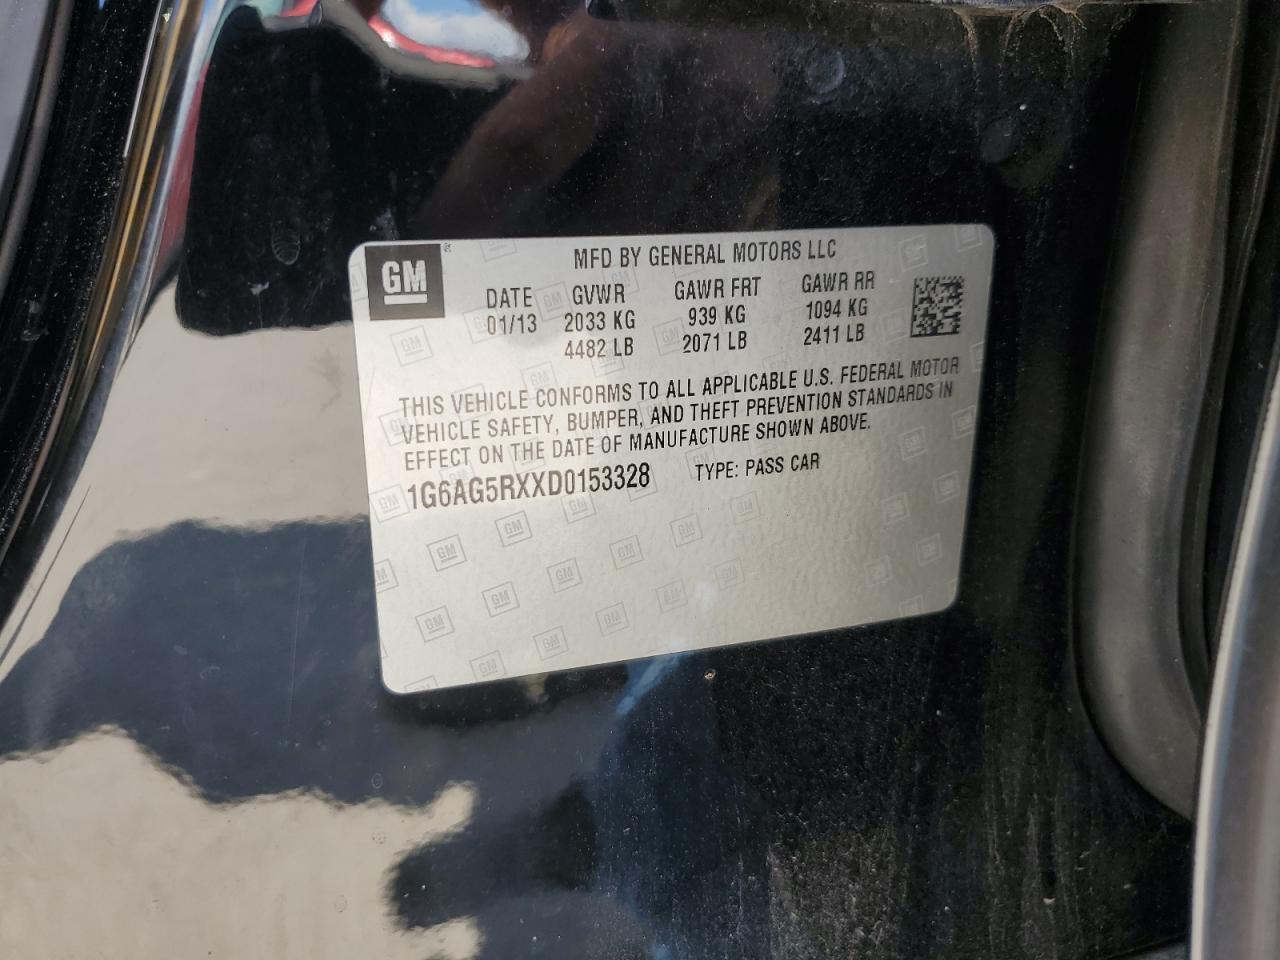 GM
MFD BY GENERAL MOTORS LLC
DATE GVWR GAWR FRT GAWR RR
01/13 2033 KG 939 KG 1094 KG
4482 LB 2071 LB 2411 LB
THIS VEHICLE CONFORMS TO ALL APPLICABLE U.S. FEDERAL MOTOR
VEHICLE SAFETY, BUMPER, AND THEFT PREVENTION STANDARDS IN
EFFECT ON THE DATE OF MANUFACTURE SHOWN ABOVE.
1G6AG5RXXD0153328 TYPE: PASS CAR